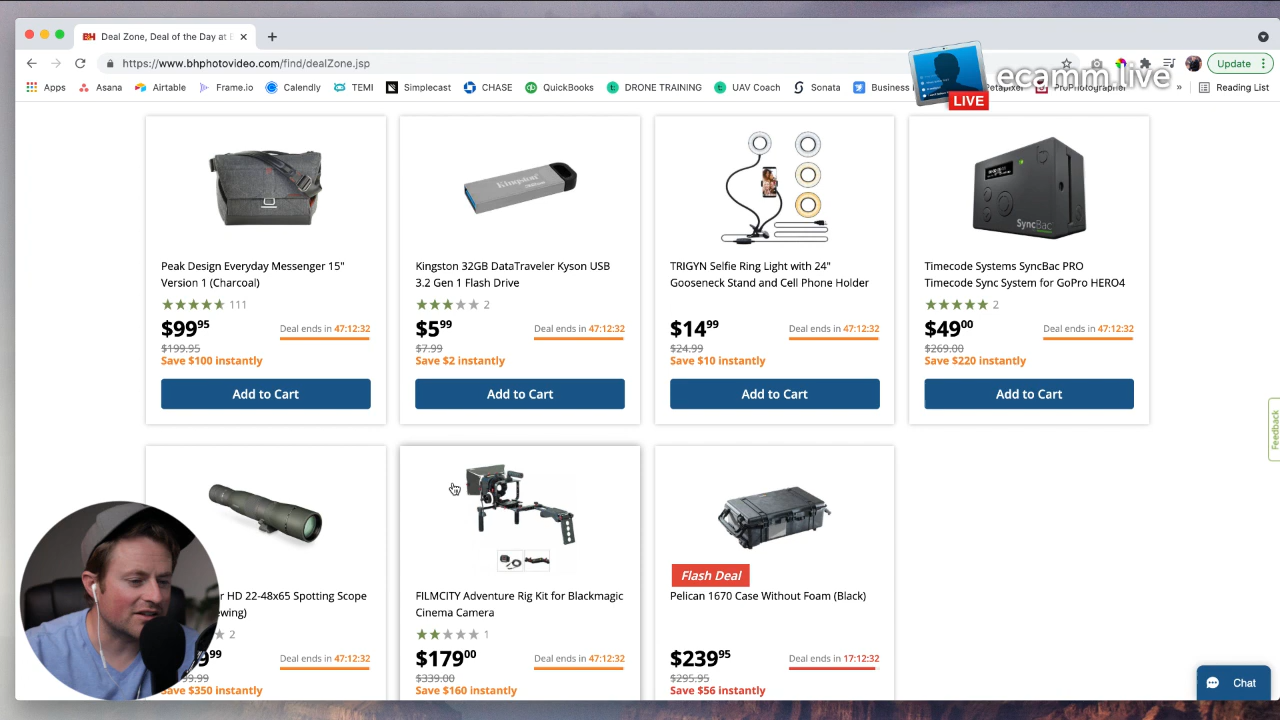 BH Deal Zone, Deal of the Day at B
https://www.bhphotovideo.com/find/dealZone.jsp
Update
ecamm live
LIVE
Apps Asana Airtable Frame.io Calendly TEMI Simplecast CHASE QuickBooks DRONE TRAINING UAV Coach Sonata Business ProPhotographer » Reading List
Kingston
SyncBac
Peak Design Everyday Messenger 15"
Version 1 (Charcoal)
111
$99 95
Deal ends in 47:12:32
$199.95
Save $100 instantly
Add to Cart
Kingston 32GB DataTraveler Kyson USB
3.2 Gen 1 Flash Drive
2
$5 99
Deal ends in 47:12:32
$7.99
Save $2 instantly
Add to Cart
TRIGYN Selfie Ring Light with 24"
Gooseneck Stand and Cell Phone Holder
$14 99
Deal ends in 47:12:32
$24.99
Save $10 instantly
Add to Cart
Timecode Systems SyncBac PRO
Timecode Sync System for GoPro HERO4
2
$49 00
Deal ends in 47:12:32
$269.00
Save $220 instantly
Add to Cart
Feedback
r HD 22-48x65 Spotting Scope
ewing)
2
99
Deal ends in 47:12:32
99.99
Save $350 instantly
FILMCITY Adventure Rig Kit for Blackmagic
Cinema Camera
1
$179 00
Deal ends in 47:12:32
$339.00
Save $160 instantly
Flash Deal
Pelican 1670 Case Without Foam (Black)
$239 95
Deal ends in 17:12:32
$295.95
Save $56 instantly
Chat